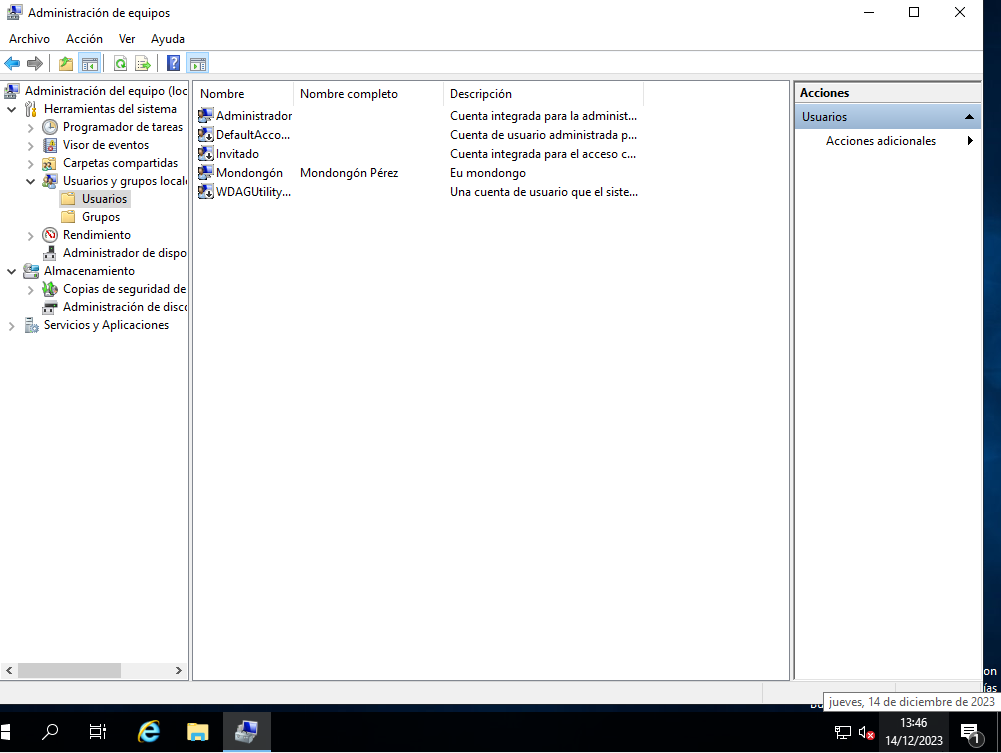 Administración de equipos
Archivo Acción Ver Ayuda
Administración del equipo (loc
Herramientas del sistema
Programador de tareas
Visor de eventos
Carpetas compartidas
Usuarios y grupos locale
Usuarios
Grupos
Rendimiento
Administrador de dispo
Almacenamiento
Copias de seguridad de
Administración de disco
Servicios y Aplicaciones
Nombre Nombre completo Descripción
Administrador Cuenta integrada para la administ...
DefaultAcco... Cuenta de usuario administrada p...
Invitado Cuenta integrada para el acceso c...
Mondongón Mondongón Pérez Eu mondongo
WDAGUtility... Una cuenta de usuario que el siste...
Acciones
Usuarios
Acciones adicionales
on
ías
jueves, 14 de diciembre de 2023
13:46
14/12/2023
1